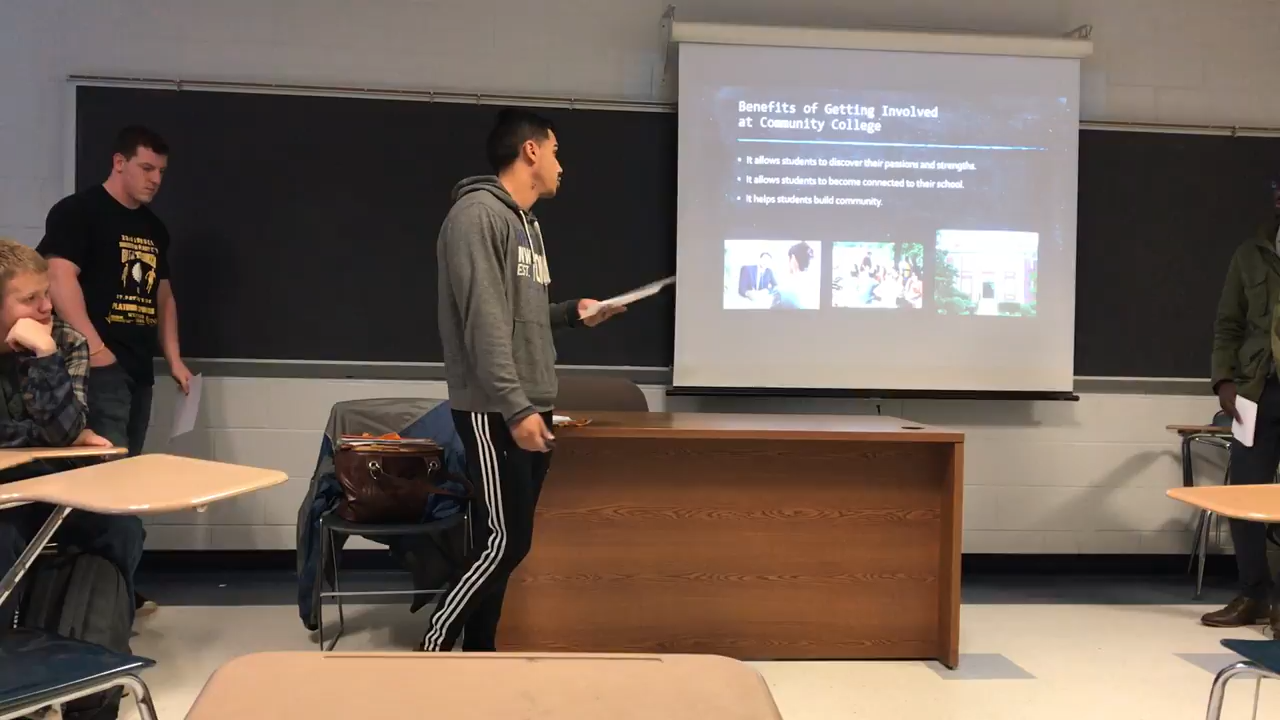 Benefits of Getting Involved
at Community College
• It allows students to discover their passions and strengths.
• It allows students to become connected to their school.
• It helps students build community.
EST.